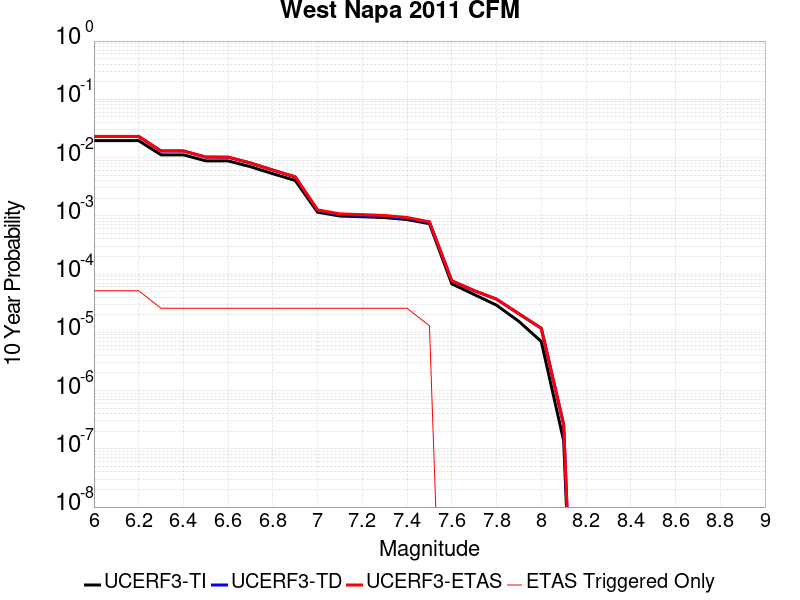 West Napa 2011 CFM
10^0
10^-1
10^-2
10^-3
10^-4
10^-5
10^-6
10^-7
10^-8
10 Year Probability
6 6.2 6.4 6.6 6.8 7 7.2 7.4 7.6 7.8 8 8.2 8.4 8.6 8.8 9
Magnitude
UCERF3-TI UCERF3-TD UCERF3-ETAS ETAS Triggered Only